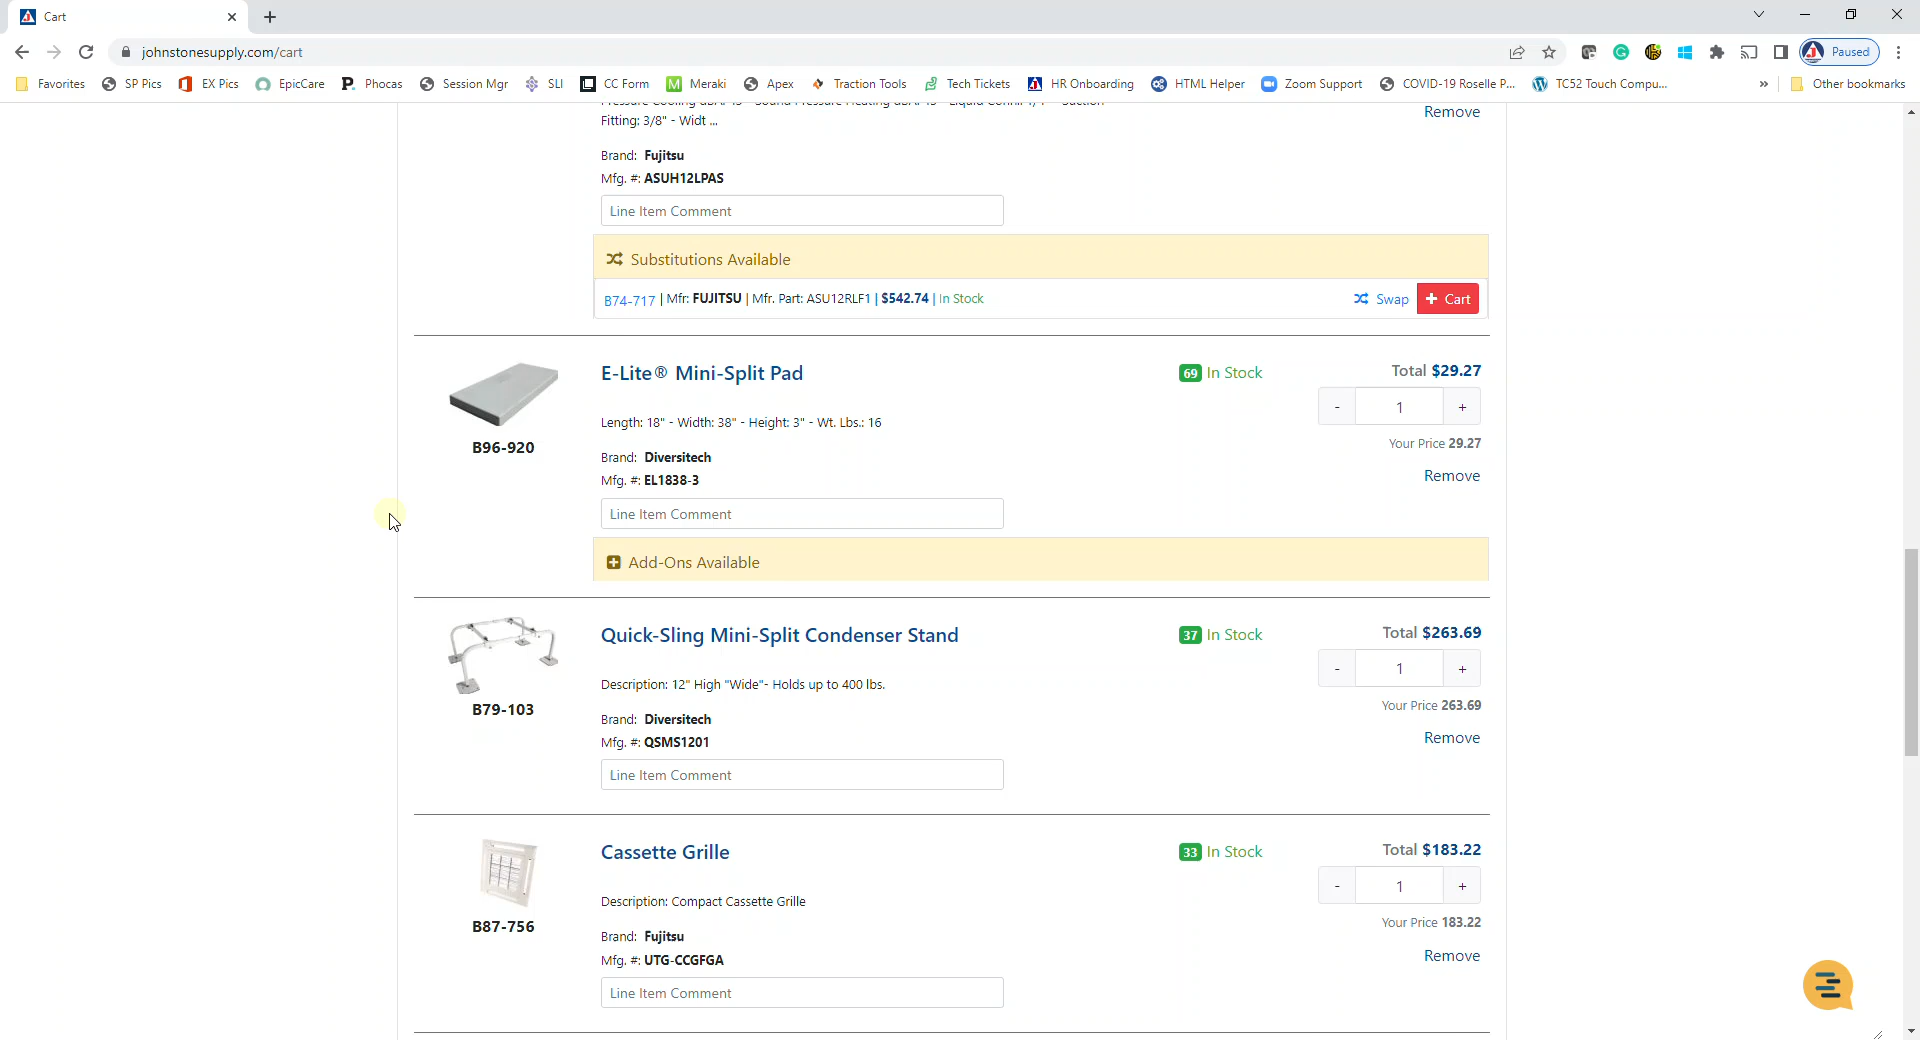 Cart
johnstonesupply.com/cart
Paused
Favorites SP Pics EX Pics EpicCare Phocas Session Mgr SLI CC Form Meraki Apex Traction Tools Tech Tickets HR Onboarding HTML Helper Zoom Support COVID-19 Roselle P... TC52 Touch Compu... » Other bookmarks
Remove
Fitting: 3/8" - Widt ...
Brand: Fujitsu
Mfg. #: ASUH12LPAS
Line Item Comment
Substitutions Available
B74-717 | Mfr: FUJITSU | Mfr. Part: ASU12RLF1 | $542.74 | In Stock Swap + Cart
E-Lite® Mini-Split Pad 69 In Stock Total $29.27
- 1 +
Length: 18" - Width: 38" - Height: 3" - Wt. Lbs.: 16
Your Price 29.27
B96-920
Brand: Diversitech
Mfg. #: EL1838-3
Remove
Line Item Comment
Add-Ons Available
Quick-Sling Mini-Split Condenser Stand 37 In Stock Total $263.69
- 1 +
Description: 12" High "Wide"- Holds up to 400 lbs.
Your Price 263.69
B79-103
Brand: Diversitech
Mfg. #: QSMS1201
Remove
Line Item Comment
Cassette Grille 33 In Stock Total $183.22
- 1 +
Description: Compact Cassette Grille
Your Price 183.22
B87-756
Brand: Fujitsu
Mfg. #: UTG-CCGFGA
Remove
Line Item Comment